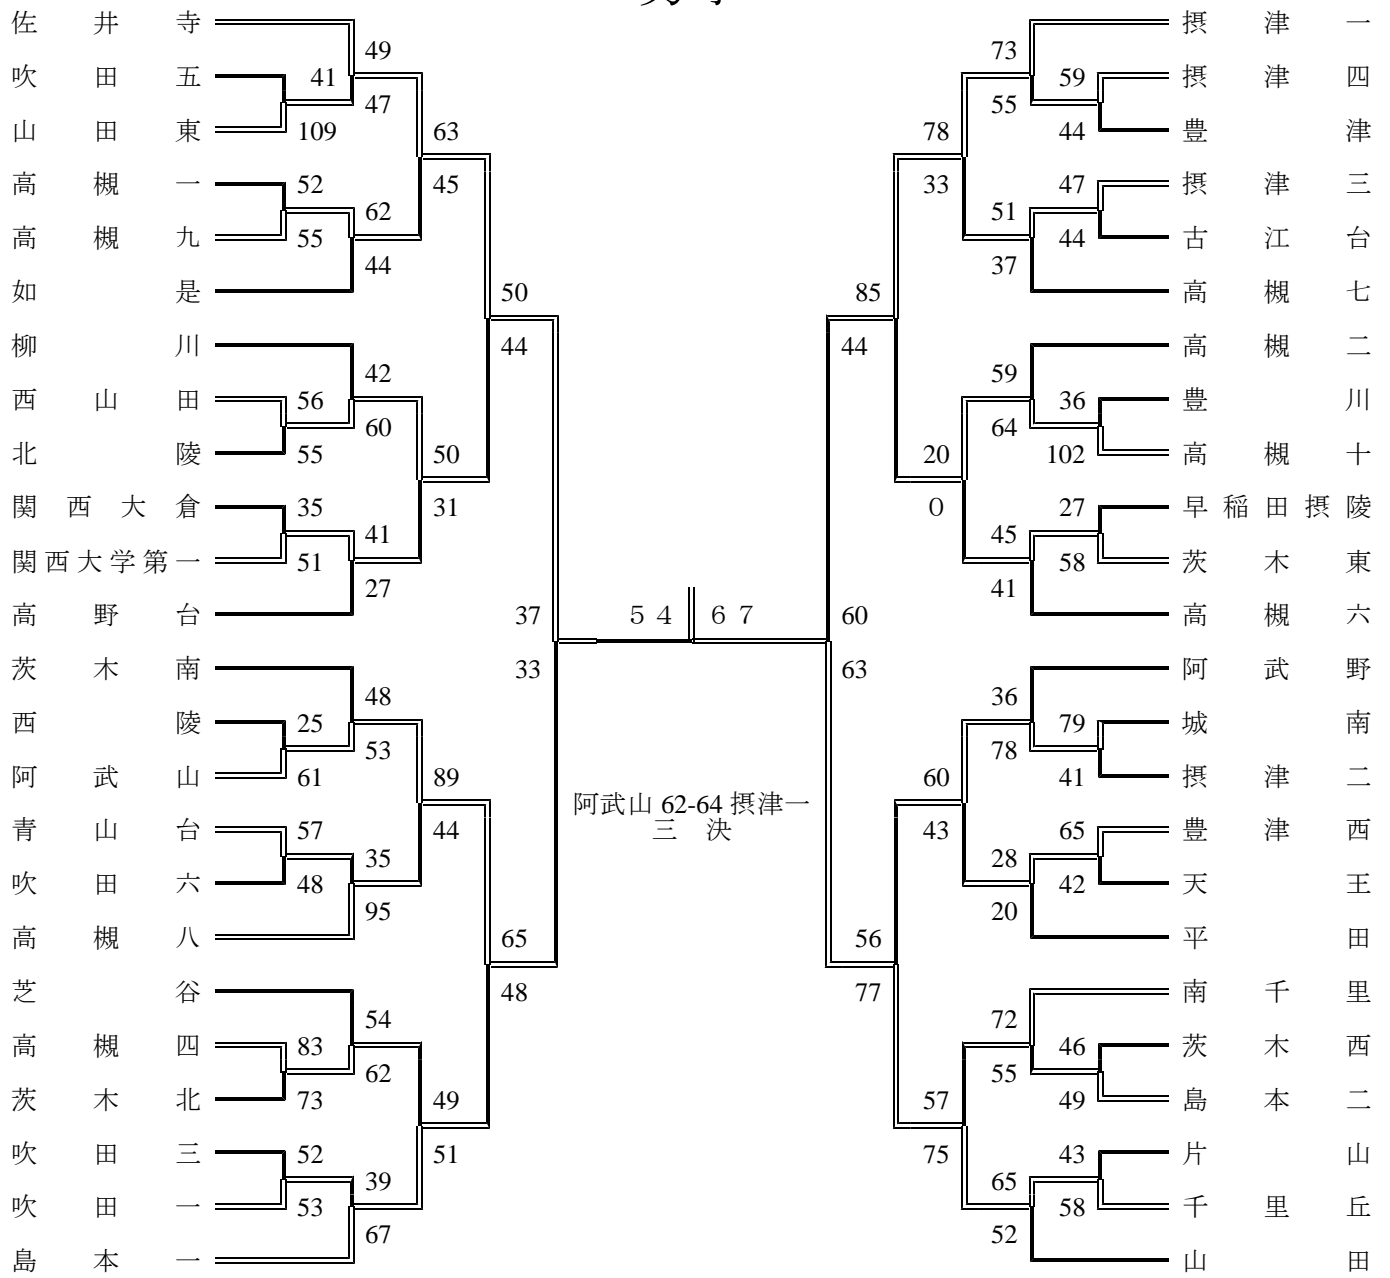 佐井寺
49
吹田五
41
47
山田東
109
63
高槻一
52
45
62
高槻九
55
44
如是
50
柳川
44
42
西山田
56
60
北陵
55
50
関西大倉
35
31
41
関西大学第一
51
27
高野台
37
茨木南
33
48
西陵
25
53
阿武山
61
89
青山台
57
44
35
吹田六
48
95
高槻八
65
芝谷
48
54
高槻四
83
62
茨木北
73
49
吹田三
52
51
39
吹田一
53
67
島本一
５４
６７
阿武山 62-64 摂津一
三決
摂津一
73
59
摂津四
55
44
豊津
78
47
摂津三
33
51
44
古江台
37
高槻七
85
高槻二
44
59
36
豊川
64
102
高槻十
20
27
早稲田摂陵
0
45
58
茨木東
41
高槻六
60
阿武野
63
36
79
城南
78
41
摂津二
60
65
豊津西
43
28
42
天王
20
平田
56
南千里
77
72
46
茨木西
55
49
島本二
57
43
片山
75
65
58
千里丘
52
山田